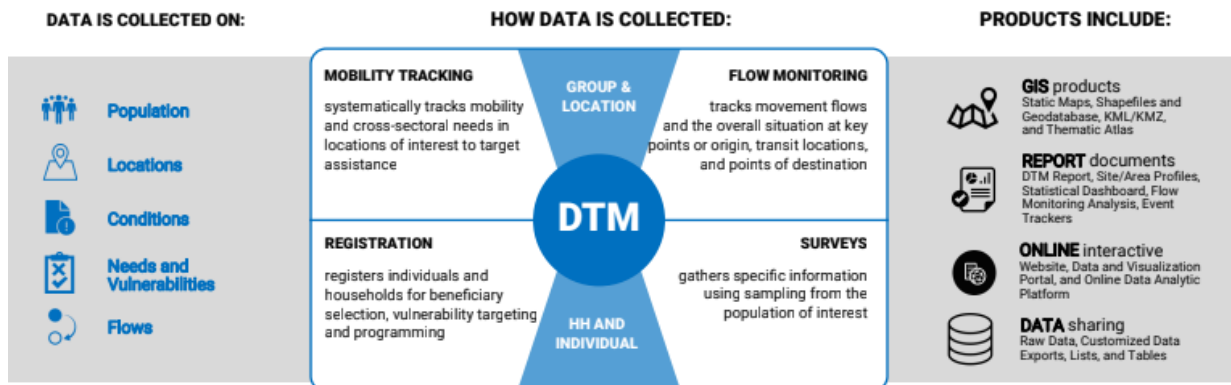 DATA IS COLLECTED ON:
Population
Locations
Conditions
Needs and
Vulnerabilities
Flows
HOW DATA IS COLLECTED:
MOBILITY TRACKING
systematically tracks mobility
and cross-sectoral needs in
locations of interest to target
assistance
GROUP &
LOCATION
FLOW MONITORING
tracks movement flows
and the overall situation at key
points or origin, transit locations,
and points of destination
DTM
REGISTRATION
registers individuals and
households for beneficiary
selection, vulnerability targeting
and programming
HH AND
INDIVIDUAL
SURVEYS
gathers specific information
using sampling from the
population of interest
PRODUCTS INCLUDE:
GIS products
Static Maps, Shapefiles and
Geodatabase, KML/KMZ,
and Thematic Atlas
REPORT documents
DTM Report, Site/Area Profiles,
Statistical Dashboard, Flow
Monitoring Analysis, Event
Trackers
ONLINE interactive
Website, Data and Visualization
Portal, and Online Data Analytic
Platform
DATA sharing
Raw Data, Customized Data
Exports, Lists, and Tables